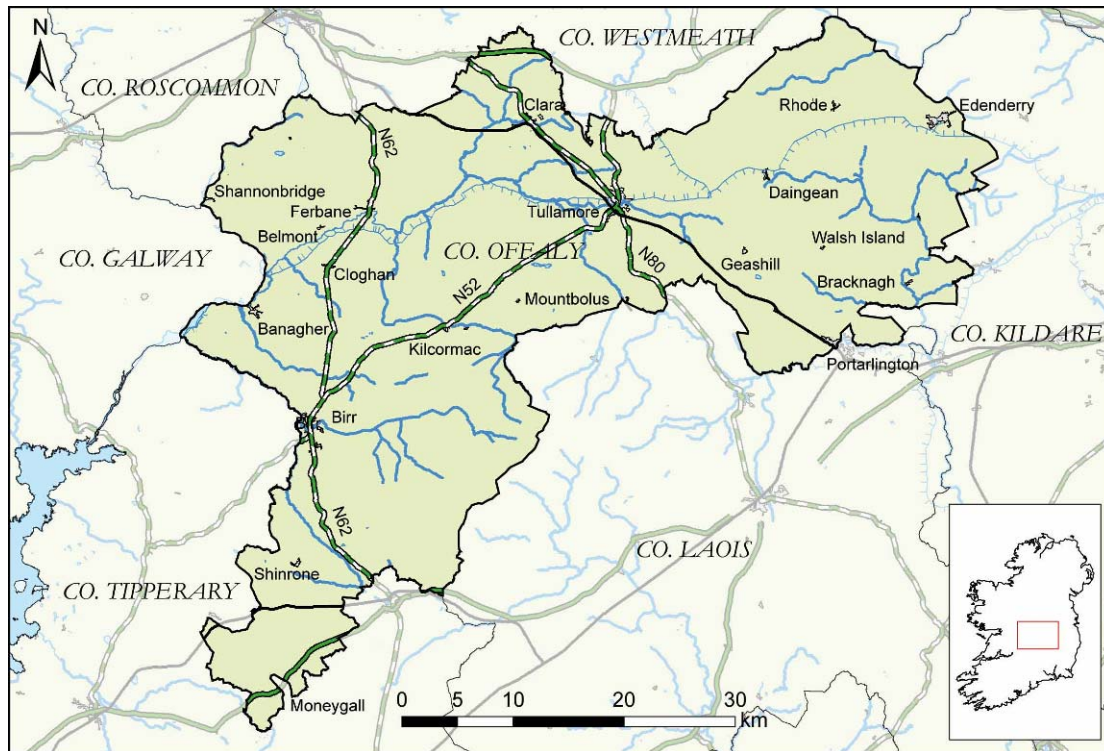 N
CO. WESTMEATH
CO. ROSCOMMON
Clara
Rhode
Edenderry
N62
Shannonbridge
Ferbane
Daingean
Tullamore
Belmont
CO. OFFALY
Walsh Island
CO. GALWAY
Cloghan
Geashill
N80
Bracknagh
N52
Mountbolus
Banagher
Kilcormac
CO. KILDARE
Portarlington
Birr
N62
CO. LAOIS
Shinrone
CO. TIPPERARY
Moneygall
0 5 10 20 30
km